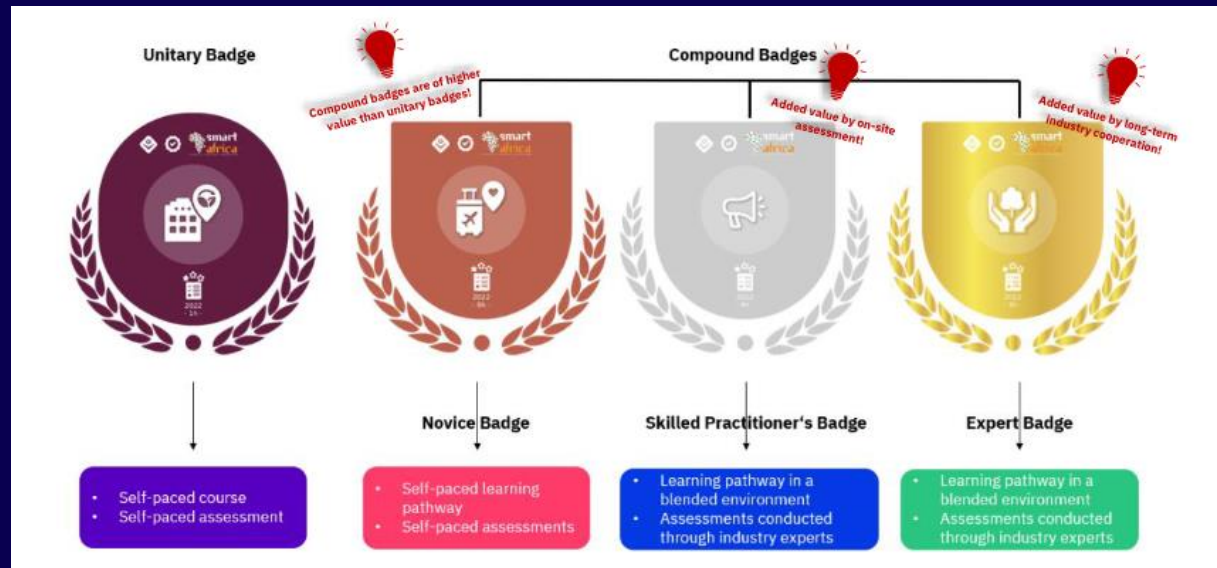 Unitary Badge
Compound Badges
Compound badges are of higher
value than unitary badges!
Added value by on-site
assessment!
Added value by long-term
industry cooperation!
smart
africa
2022
smart
africa
2022
smart
africa
2022
smart
africa
2022
Novice Badge
Skilled Practitioner's Badge
Expert Badge
• Self-paced course
• Self-paced assessment
• Self-paced learning
pathway
• Self-paced assessments
• Learning pathway in a
blended environment
• Assessments conducted
through industry experts
• Learning pathway in a
blended environment
• Assessments conducted
through industry experts